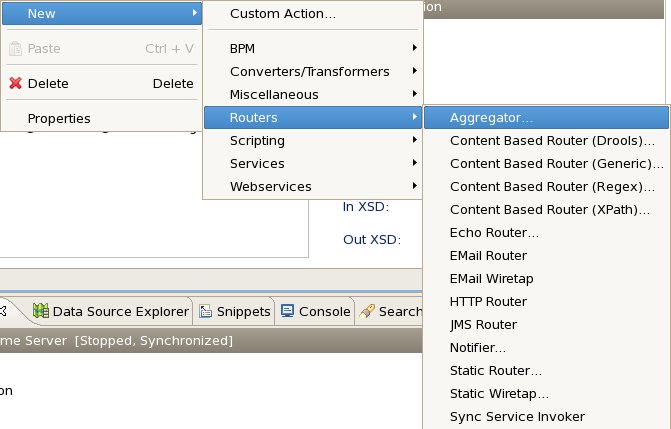 New
Paste Ctrl + V
Delete Delete
Properties
Custom Action...
BPM
Converters/Transformers
Miscellaneous
Routers
Scripting
Services
Webservices
Aggregator...
Content Based Router (Drools)...
Content Based Router (Generic)...
Content Based Router (Regex)...
Content Based Router (XPath)...
Echo Router...
EMail Router
EMail Wiretap
HTTP Router
JMS Router
Notifier...
Static Router...
Static Wiretap...
Sync Service Invoker
ion
In XSD:
Out XSD:
Data Source Explorer Snippets Console Search
me Server [Stopped, Synchronized]
on